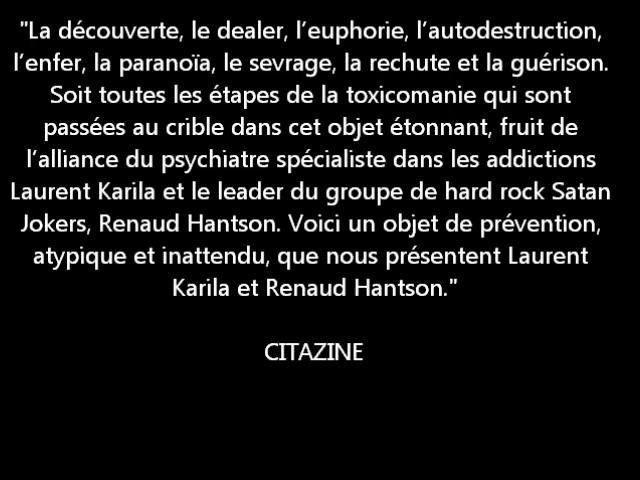 "La découverte, le dealer, l’euphorie, l’autodestruction,
l’enfer, la paranoïa, le sevrage, la rechute et la guérison.
Soit toutes les étapes de la toxicomanie qui sont
passées au crible dans cet objet étonnant, fruit de
l’alliance du psychiatre spécialiste dans les addictions
Laurent Karila et le leader du groupe de hard rock Satan
Jokers, Renaud Hantson. Voici un objet de prévention,
atypique et inattendu, que nous présentent Laurent
Karila et Renaud Hantson."
CITAZINE